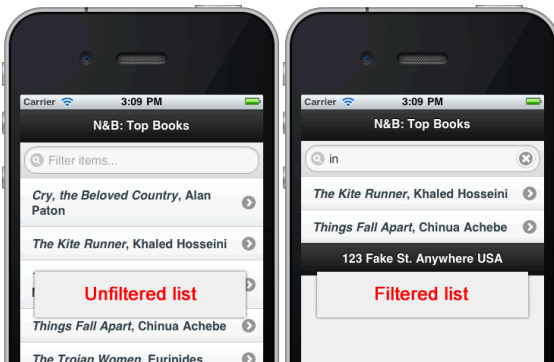 Carrier 3:09 PM
N&B: Top Books
Filter items...
Cry, the Beloved Country, Alan
Paton
The Kite Runner, Khaled Hosseini
Unfiltered list
Things Fall Apart, Chinua Achebe
The Trojan Women, Euripides
Carrier 3:09 PM
N&B: Top Books
in
The Kite Runner, Khaled Hosseini
Things Fall Apart, Chinua Achebe
123 Fake St. Anywhere USA
Filtered list